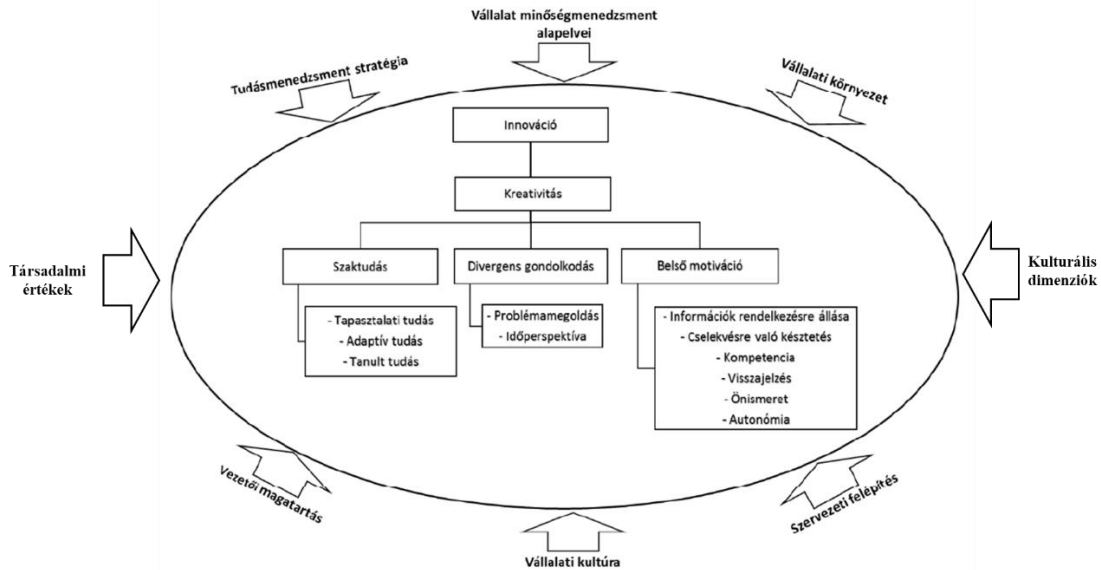 Vállalat minőségmenedzsment
alapelvei
Tudásmenedzsment stratégia
Vállalati környezet
Innováció
Kreativitás
Társadalmi
értékek
Kulturális
dimenziók
Szaktudás
Divergens gondolkodás
Belső motiváció
- Tapasztalati tudás
- Adaptív tudás
- Tanult tudás
- Problémamegoldás
- Időperspektíva
- Információk rendelkezésre állása
- Cselekvésre való késztetés
- Kompetencia
- Visszajelzés
- Önismeret
- Autonómia
Vezetői magatartás
Vállalati kultúra
Szervezeti felépítés